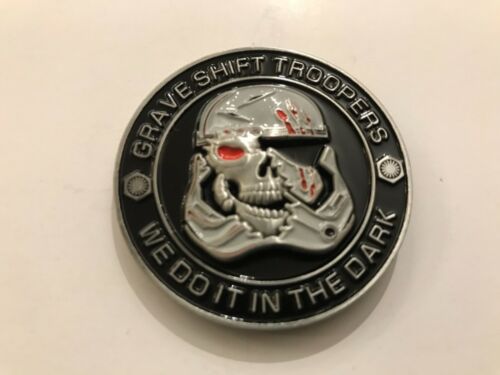 GRAVE SHIFT TROOPERS
WE DO IT IN THE DARK